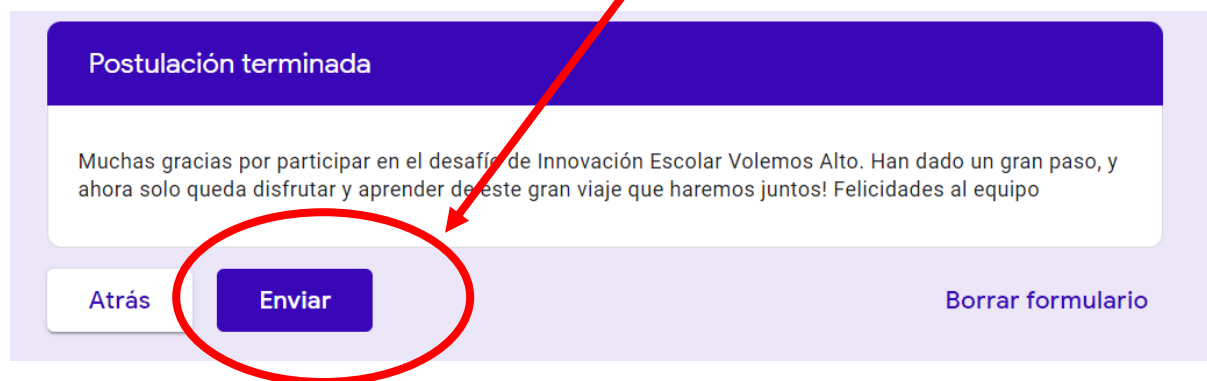 Postulación terminada
Muchas gracias por participar en el desafío de Innovación Escolar Volemos Alto. Han dado un gran paso, y
ahora solo queda disfrutar y aprender de este gran viaje que haremos juntos! Felicidades al equipo
Atrás
Enviar
Borrar formulario